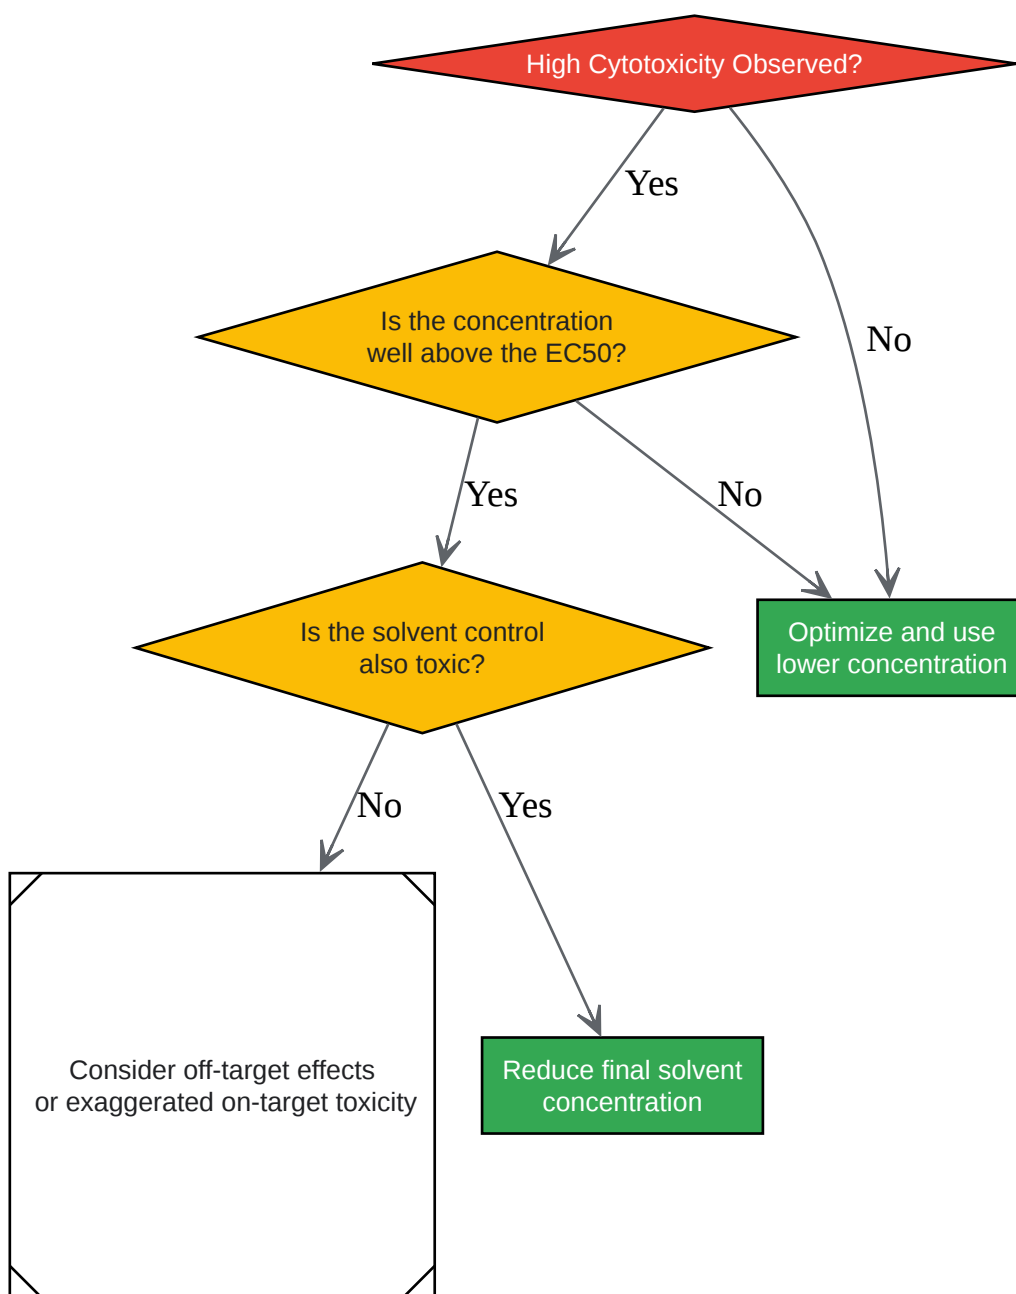 High Cytotoxicity Observed?
Yes
Is the concentration
well above the EC50?
No
Yes
No
Is the solvent control
also toxic?
Optimize and use
lower concentration
No
Yes
Consider off-target effects
or exaggerated on-target toxicity
Reduce final solvent
concentration